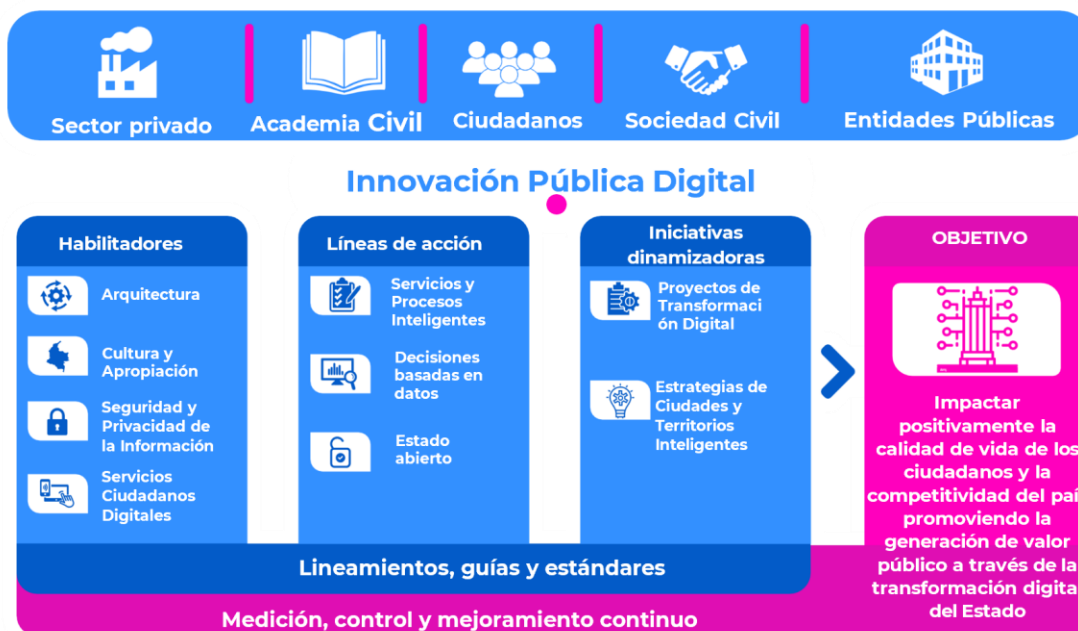 Sector privado
Academia Civil
Ciudadanos
Sociedad Civil
Entidades Públicas
Innovación Pública Digital
Habilitadores
Arquitectura
Cultura y
Apropiación
Seguridad y
Privacidad de
la Información
Servicios
Ciudadanos
Digitales
Líneas de acción
Servicios y
Procesos
Inteligentes
Decisiones
basadas en
datos
Estado
abierto
Iniciativas
dinamizadoras
Proyectos de
Transformaci
ón Digital
Estrategias de
Ciudades y
Territorios
Inteligentes
OBJETIVO
Impactar
positivamente la
calidad de vida de los
ciudadanos y la
competitividad del paí
promoviendo la
generación de valor
público a través de la
transformación digita
del Estado
Lineamientos, guías y estándares
Medición, control y mejoramiento continuo